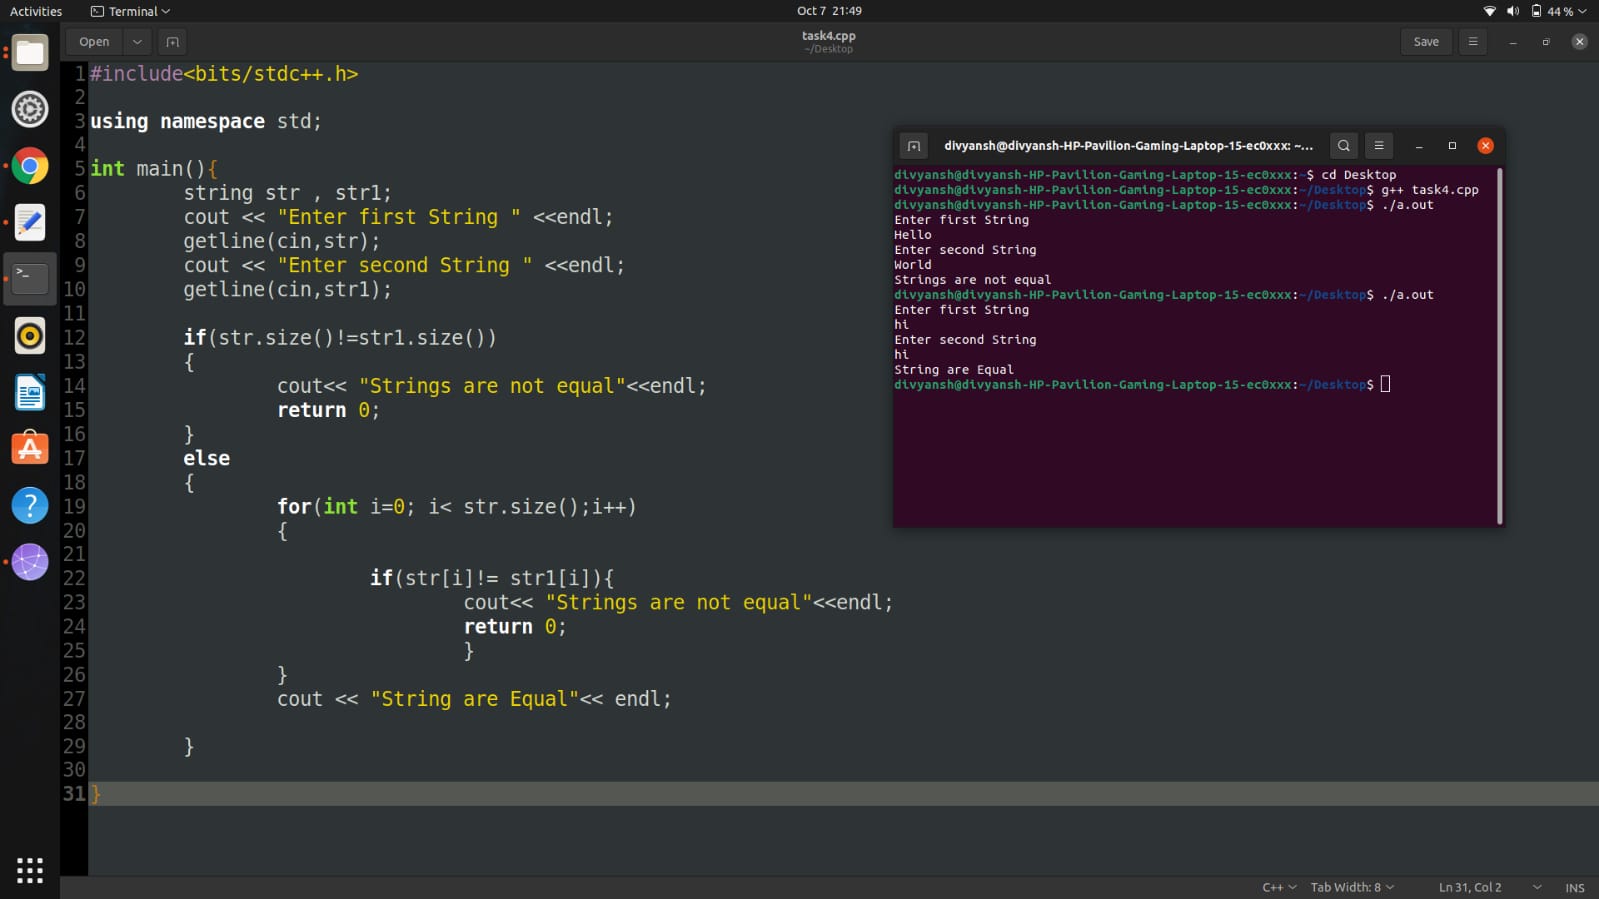 Activities Terminal Oct 7 21:49 44 %
Open task4.cpp Save
~/Desktop
1 #include<bits/stdc++.h>
2
3 using namespace std;
4
5 int main(){
6 string str , str1;
7 cout << "Enter first String " <<endl;
8 getline(cin,str);
9 cout << "Enter second String " <<endl;
10 getline(cin,str1);
11
12 if(str.size()!=str1.size())
13 {
14 cout<< "Strings are not equal"<<endl;
15 return 0;
16 }
17 else
18 {
19 for(int i=0; i< str.size();i++)
20 {
21
22 if(str[i]!= str1[i]){
23 cout<< "Strings are not equal"<<endl;
24 return 0;
25 }
26 }
27 cout << "String are Equal"<< endl;
28
29 }
30
31 }
divyansh@divyansh-HP-Pavilion-Gaming-Laptop-15-ec0xxx: ~...
divyansh@divyansh-HP-Pavilion-Gaming-Laptop-15-ec0xxx:~$ cd Desktop
divyansh@divyansh-HP-Pavilion-Gaming-Laptop-15-ec0xxx:~/Desktop$ g++ task4.cpp
divyansh@divyansh-HP-Pavilion-Gaming-Laptop-15-ec0xxx:~/Desktop$ ./a.out
Enter first String
Hello
Enter second String
World
Strings are not equal
divyansh@divyansh-HP-Pavilion-Gaming-Laptop-15-ec0xxx:~/Desktop$ ./a.out
Enter first String
hi
Enter second String
hi
String are Equal
divyansh@divyansh-HP-Pavilion-Gaming-Laptop-15-ec0xxx:~/Desktop$
C++ Tab Width: 8 Ln 31, Col 2 INS